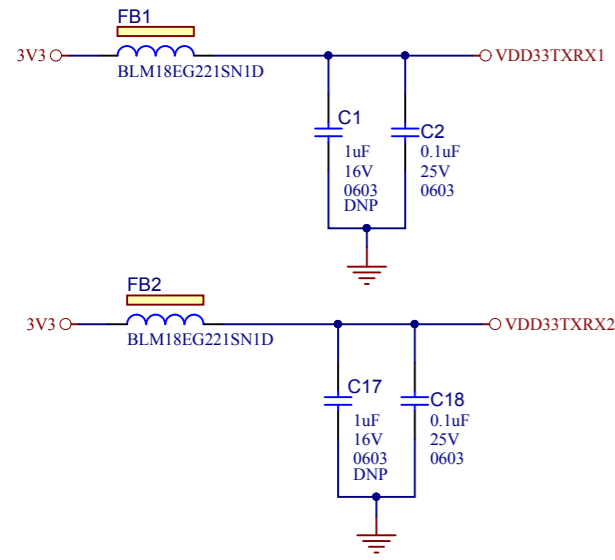 FB1
3V3
VDD33TXRX1
BLM18EG221SN1D
C1
1uF
16V
0603
DNP
C2
0.1uF
25V
0603
FB2
3V3
VDD33TXRX2
BLM18EG221SN1D
C17
1uF
16V
0603
DNP
C18
0.1uF
25V
0603